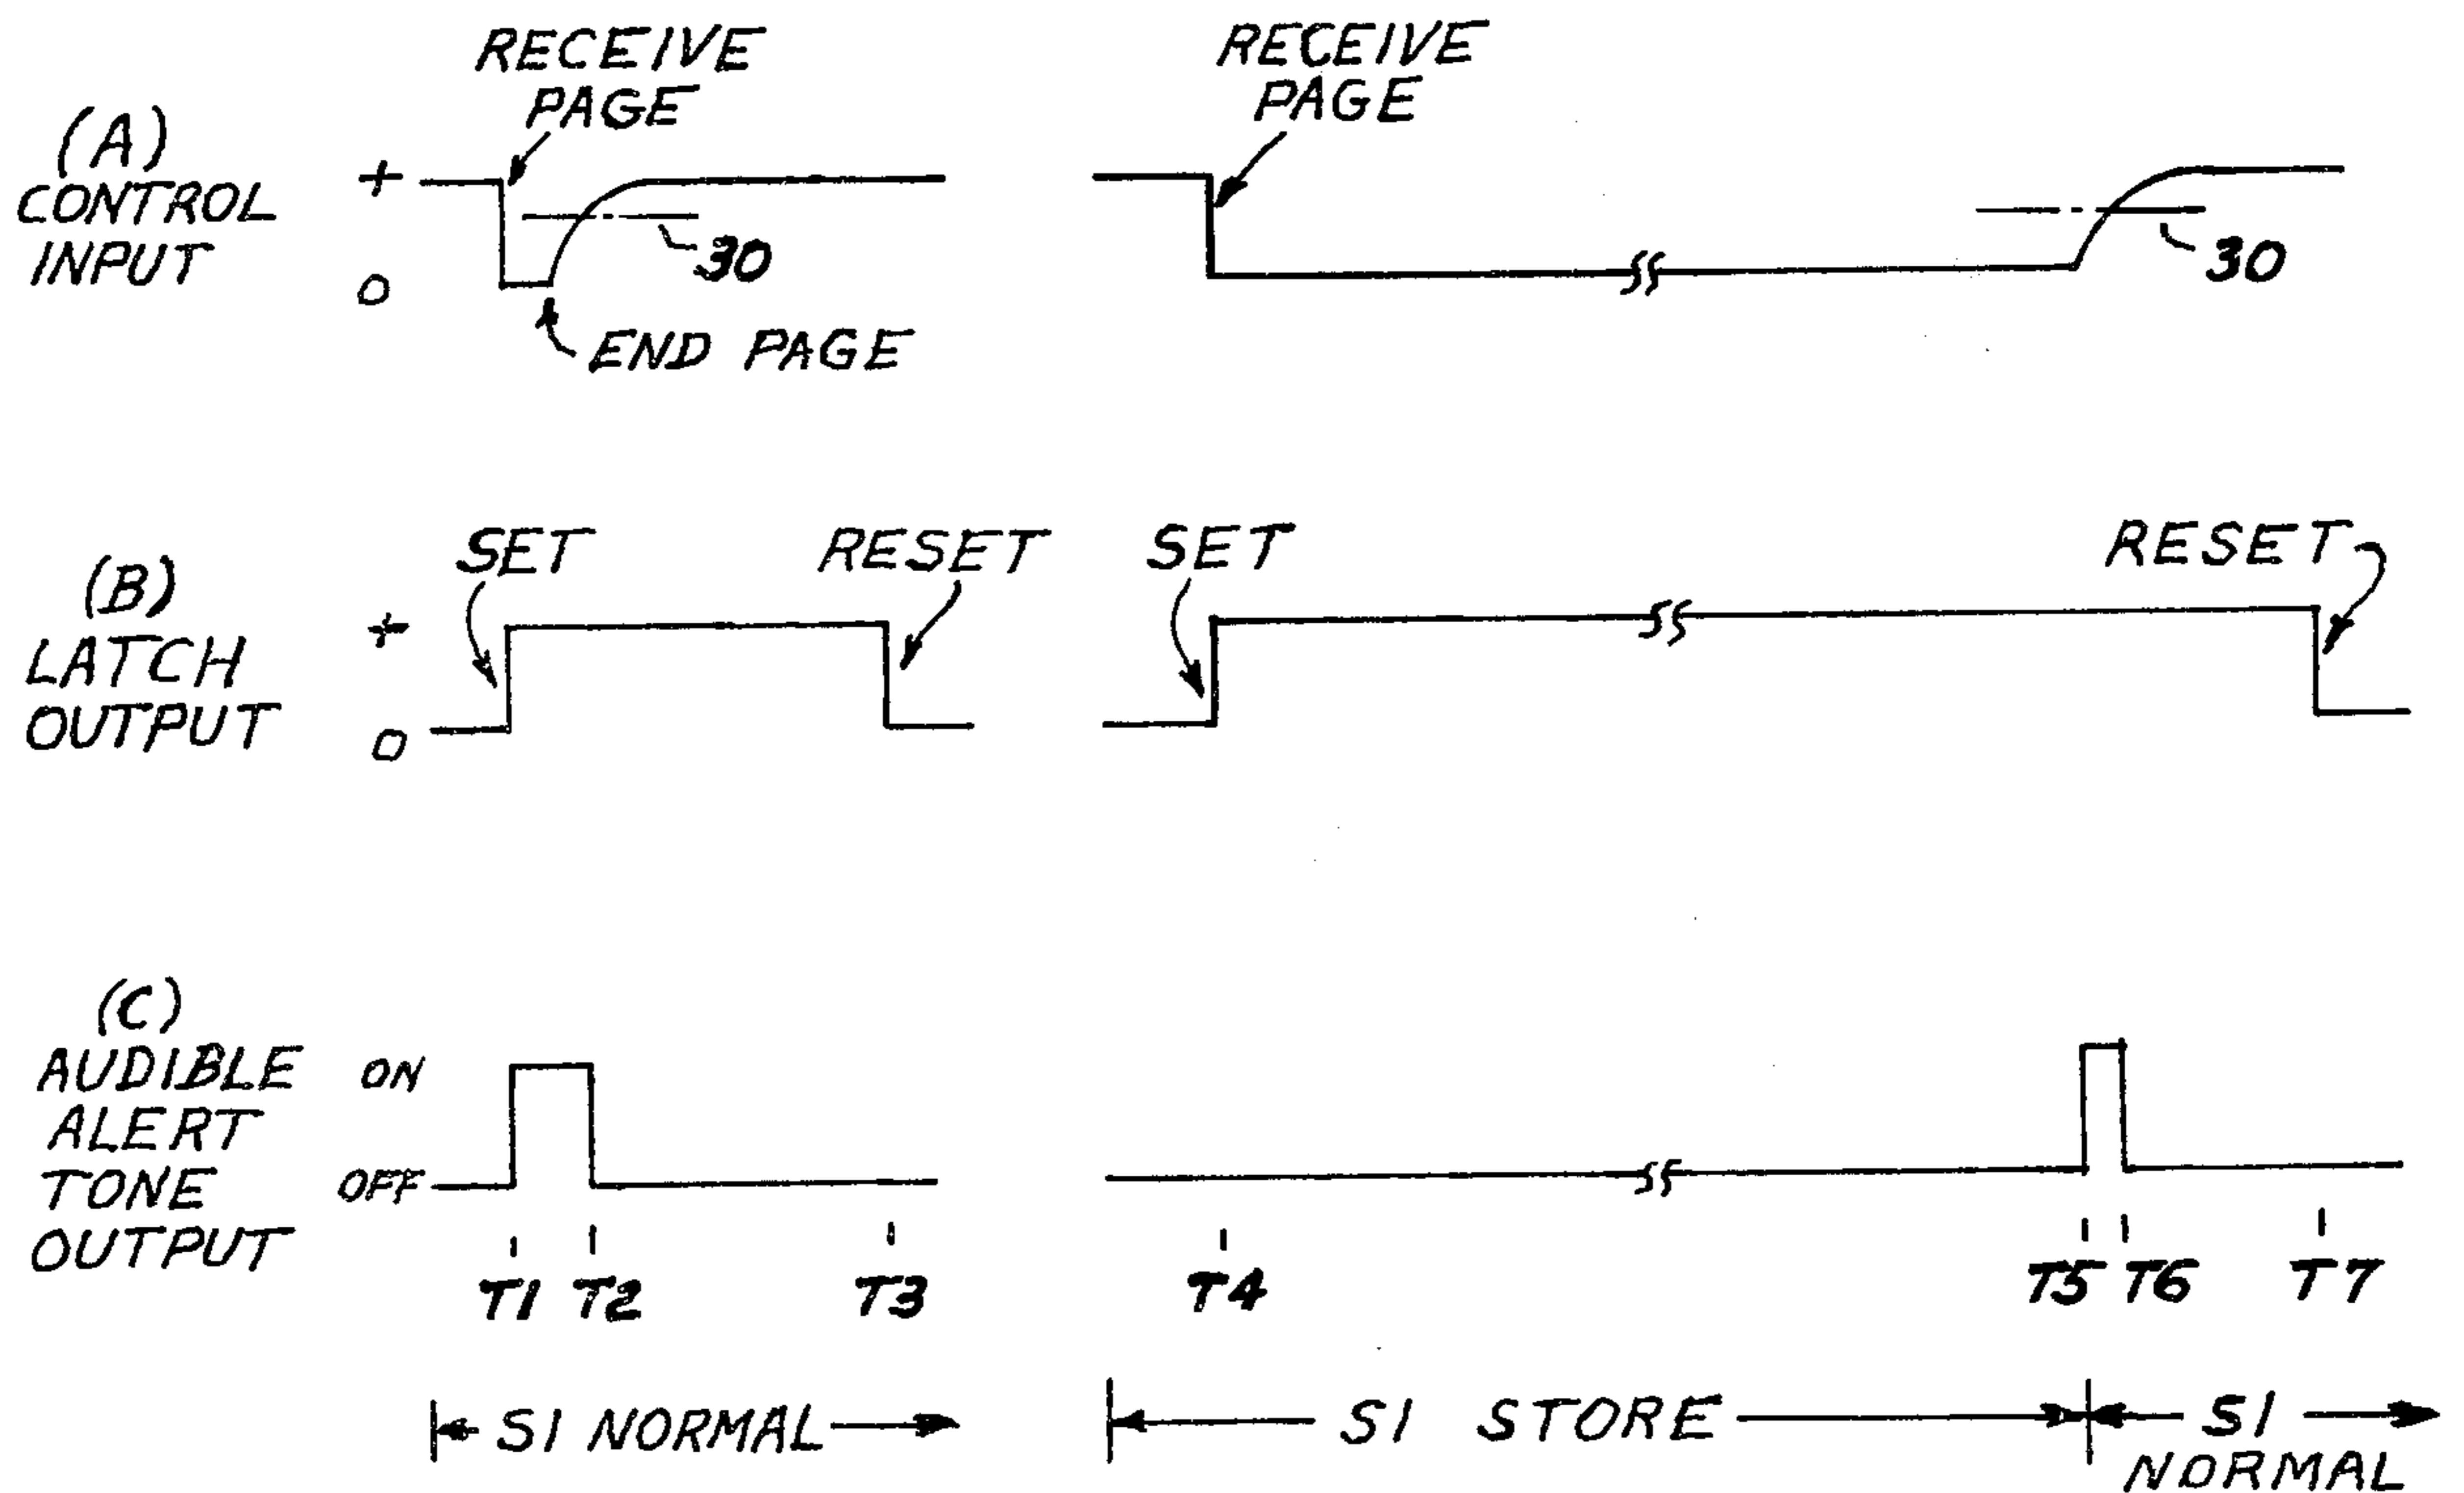 RECEIVE
PAGE
RECEIVE
PAGE
(A)
CONTROL
INPUT
+
0
30
END PAGE
30
SET
RESET
SET
RESET
(B)
LATCH
OUTPUT
+
0
(C)
AUDIBLE
ALERT
TONE
OUTPUT
ON
OFF
T1
T2
T3
T4
T5
T6
T7
S1 NORMAL
S1 STORE
S1
NORMAL